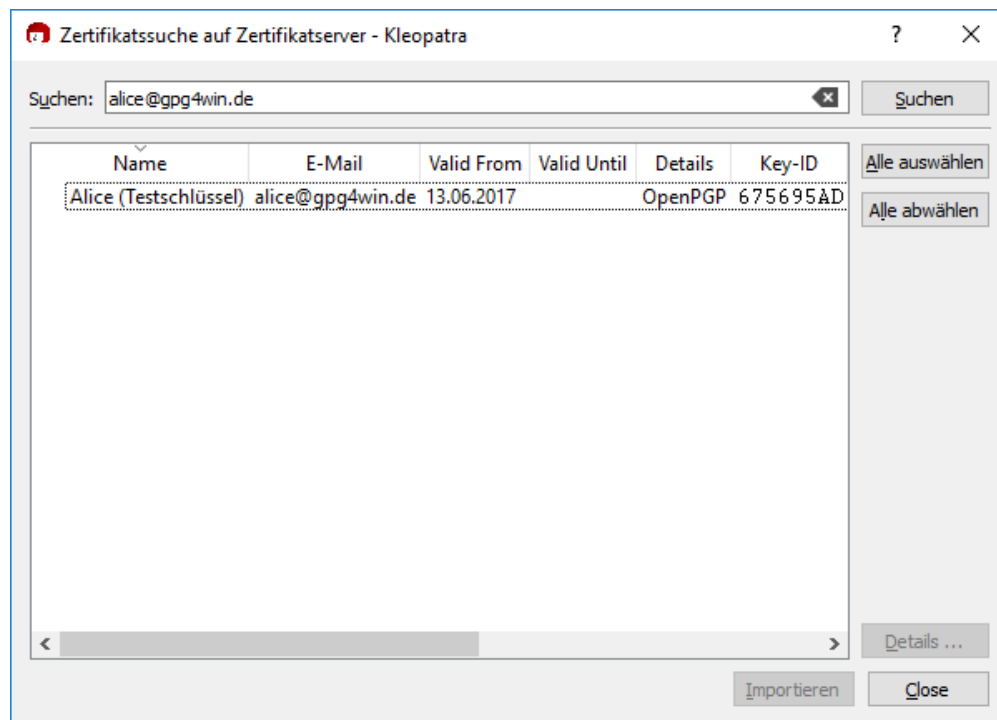 Zertifikatssuche auf Zertifikatserver - Kleopatra ?
Suchen: alice@gpg4win.de Suchen
Name E-Mail Valid From Valid Until Details Key-ID Alle auswählen
Alice (Testschlüssel) alice@gpg4win.de 13.06.2017 OpenPGP 675695AD
Alle abwählen
Details ...
Importieren Close